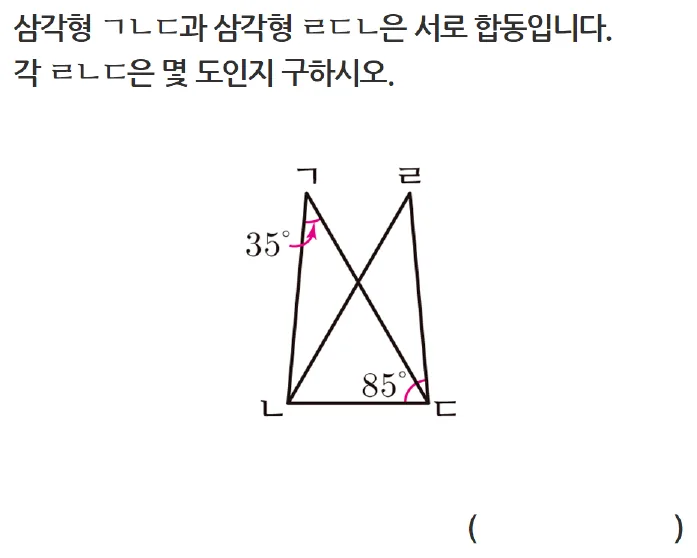 삼각형 ㄱㄴㄷ과 삼각형 ㄹㄷㄴ은 서로 합동입니다.
각 ㄹㄴㄷ은 몇 도인지 구하시오.
ㄱ ㄹ
35°
85°
ㄴ ㄷ
( )